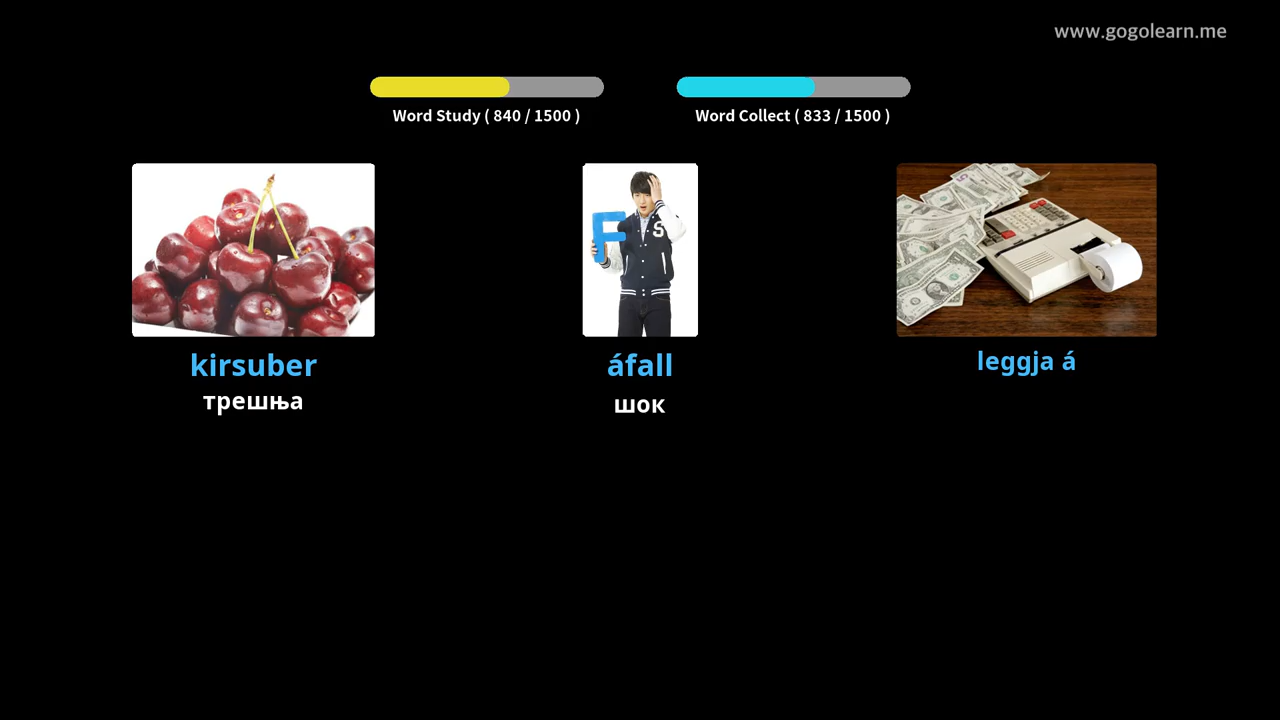 www.gogolearn.me
Word Study ( 840 / 1500 )
Word Collect ( 833 / 1500 )
F
S
kirsuber
трешња
áfall
шок
leggja á